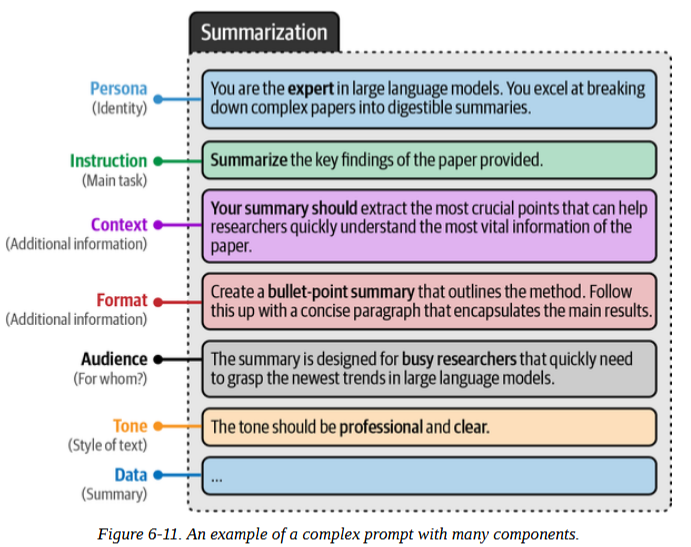 Summarization
Persona
(Identity)
You are the expert in large language models. You excel at breaking
down complex papers into digestible summaries.
Instruction
(Main task)
Summarize the key findings of the paper provided.
Context
(Additional information)
Your summary should extract the most crucial points that can help
researchers quickly understand the most vital information of the
paper.
Format
(Additional information)
Create a bullet-point summary that outlines the method. Follow
this up with a concise paragraph that encapsulates the main results.
Audience
(For whom?)
The summary is designed for busy researchers that quickly need
to grasp the newest trends in large language models.
Tone
(Style of text)
The tone should be professional and clear.
Data
(Summary)
...
Figure 6-11. An example of a complex prompt with many components.